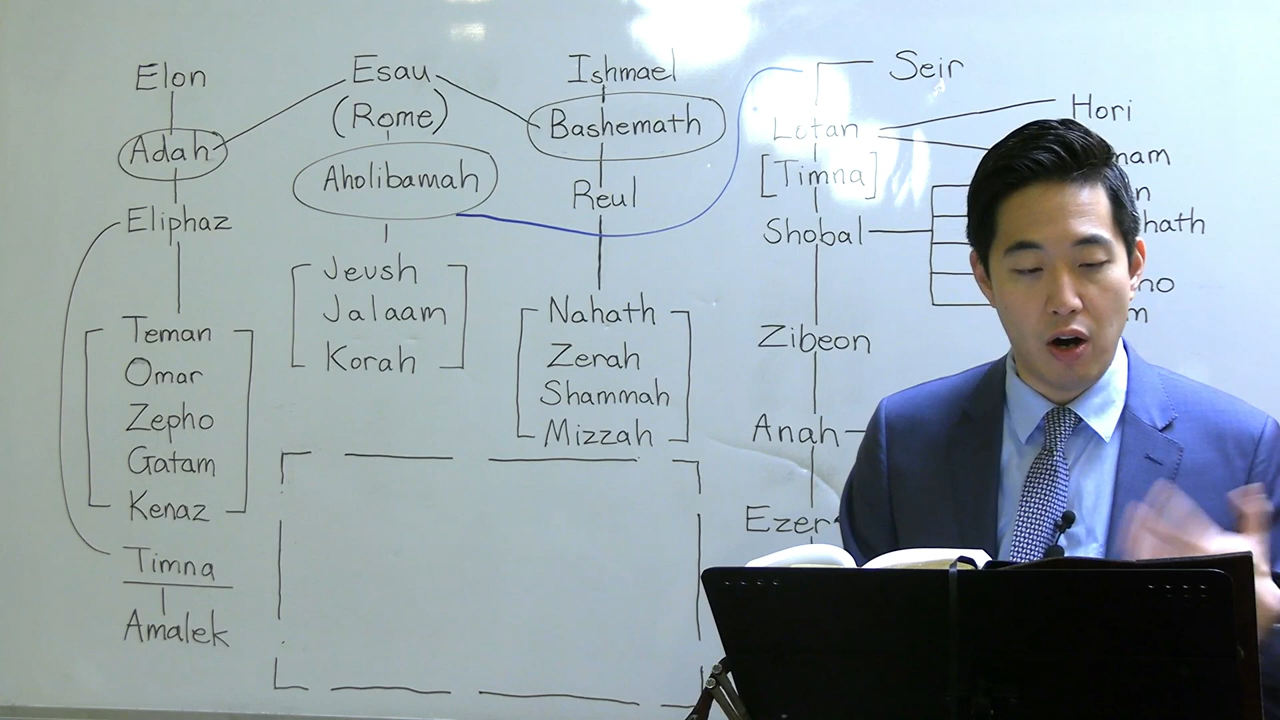 Elon
Adah
Eliphaz
Teman
Omar
Zepho
Gatam
Kenaz
Timna
Amalek
Esau
(Rome)
Aholibamah
Jeush
Jalaam
Korah
Ishmael
Bashemath
Reul
Nahath
Zerah
Shammah
Mizzah
Seir
Lotan
[Timna]
Shobal
Zibeon
Anah
Ezer
Hori